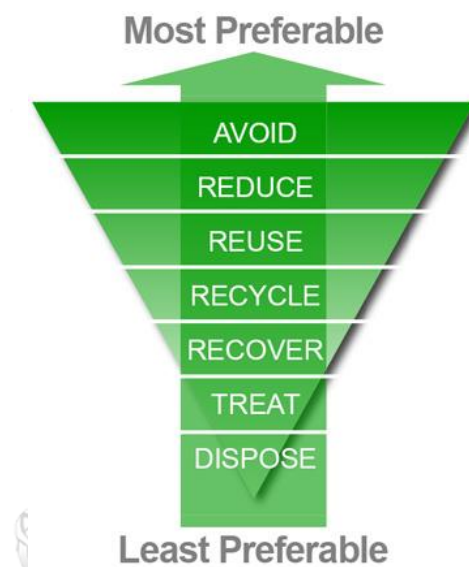 Most Preferable
AVOID
REDUCE
REUSE
RECYCLE
RECOVER
TREAT
DISPOSE
Least Preferable